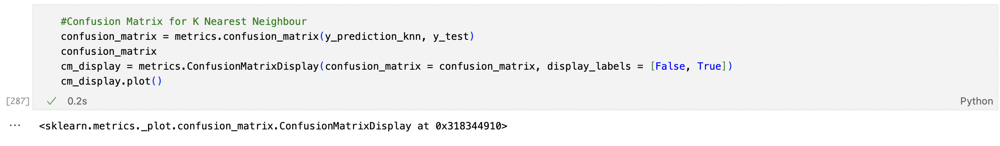 #Confusion Matrix for K Nearest Neighbour
confusion_matrix = metrics.confusion_matrix(y_prediction_knn, y_test)
confusion_matrix
cm_display = metrics.ConfusionMatrixDisplay(confusion_matrix = confusion_matrix, display_labels = [False, True])
cm_display.plot()
[287] ✓ 0.2s Python
... <sklearn.metrics._plot.confusion_matrix.ConfusionMatrixDisplay at 0x318344910>